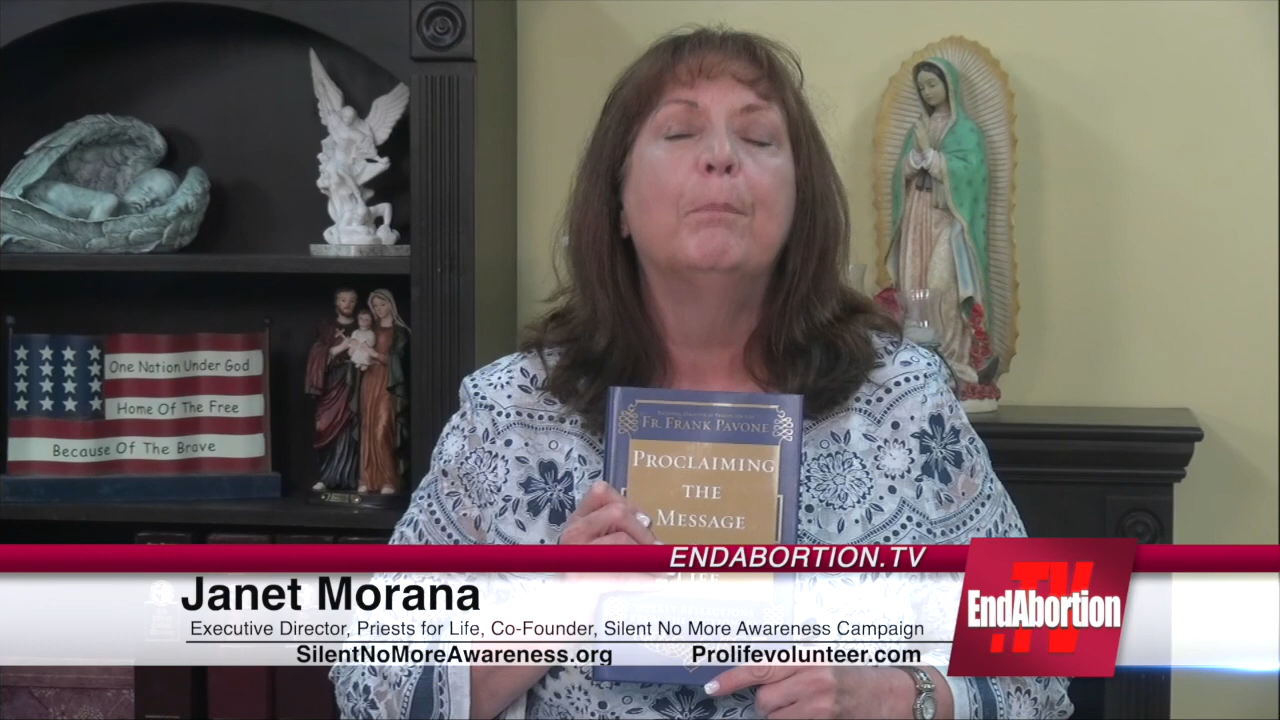 One Nation Under God
Home Of The Free
Because Of The Brave
FR. FRANK PAVONE
PROCLAIMING
THE
MESSAGE
LIFE
ENDABORTION.TV
Janet Morana
Executive Director, Priests for Life, Co-Founder, Silent No More Awareness Campaign
SilentNoMoreAwareness.org
Prolifevolunteer.com
.TV
EndAbortion